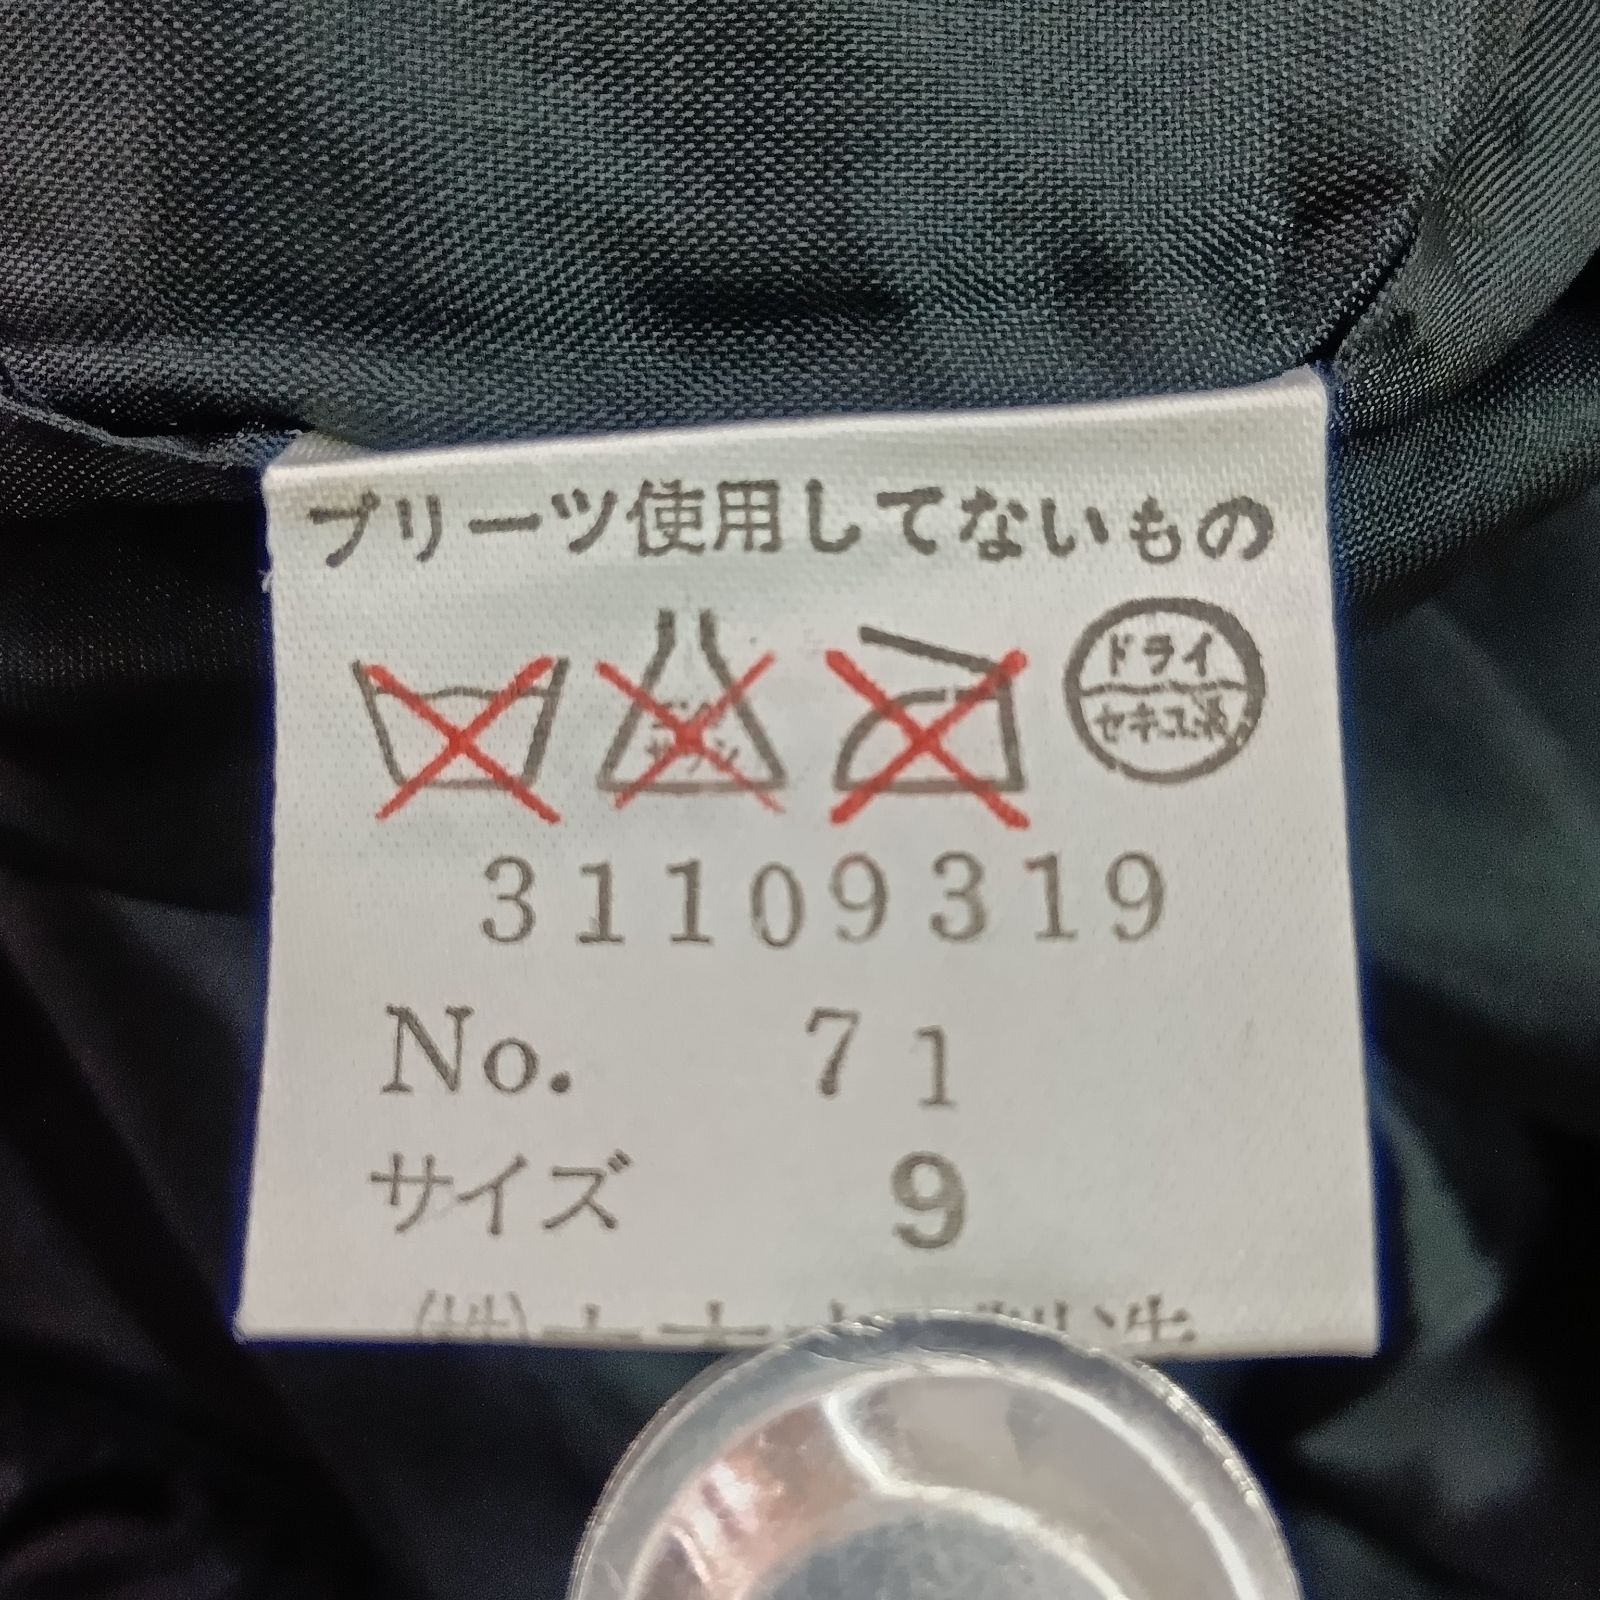 プリーツ使用してないもの
ドライ
セキユ系
31109319
No. 71
サイズ 9